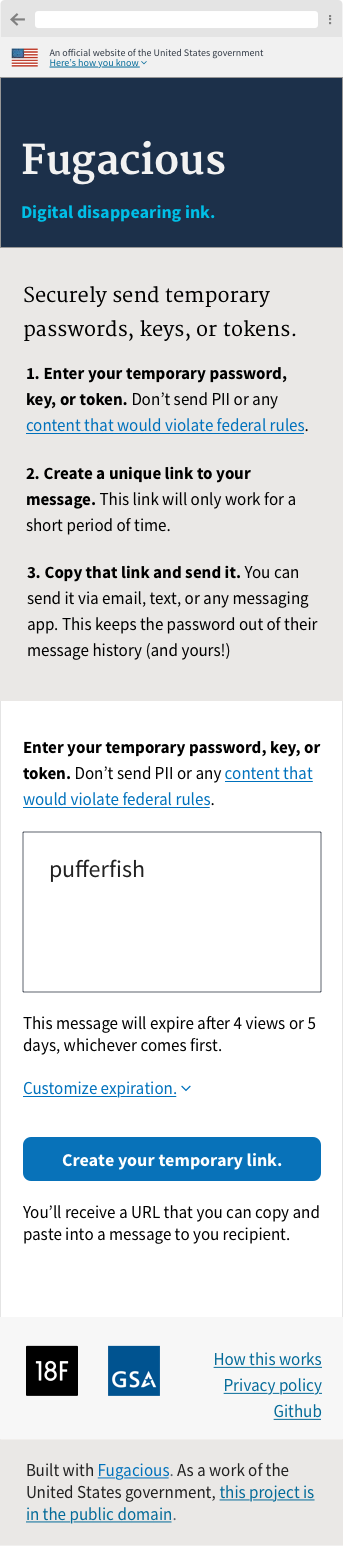 An official website of the United States government
Here's how you know
Fugacious
Digital disappearing ink.
Securely send temporary
passwords, keys, or tokens.
1. Enter your temporary password,
key, or token. Don't send PII or any
content that would violate federal rules.
2. Create a unique link to your
message. This link will only work for a
short period of time.
3. Copy that link and send it. You can
send it via email, text, or any messaging
app. This keeps the password out of their
message history (and yours!)
Enter your temporary password, key, or
token. Don't send PII or any content that
would violate federal rules.
pufferfish
This message will expire after 4 views or 5
days, whichever comes first.
Customize expiration.
Create your temporary link.
You'll receive a URL that you can copy and
paste into a message to you recipient.
18F
GSA
How this works
Privacy policy
Github
Built with Fugacious. As a work of the
United States government, this project is
in the public domain.